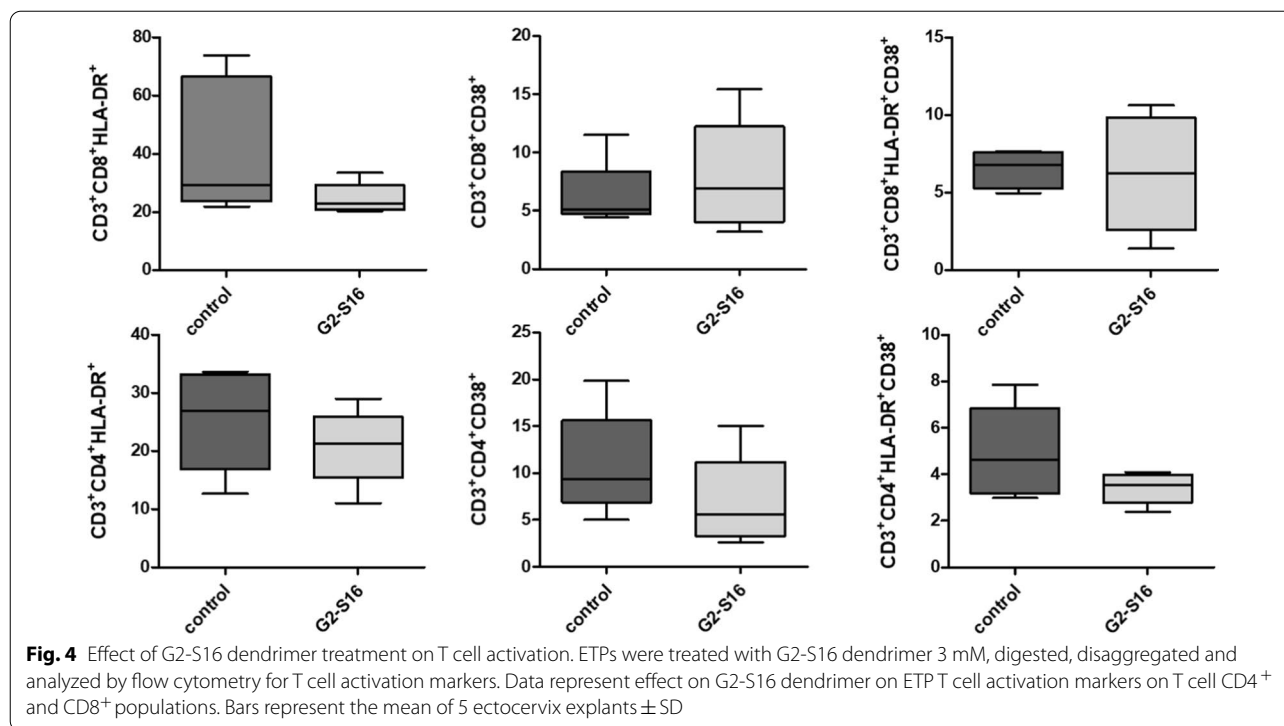 CD3+CD8+HLA-DR+
80
60
40
20
0
control
G2-S16
CD3+CD8+CD38+
20
15
10
5
0
control
G2-S16
CD3+CD8+HLA-DR+CD38+
15
10
5
0
control
G2-S16
CD3+CD4+HLA-DR+
40
30
20
10
0
control
G2-S16
CD3+CD4+CD38+
25
20
15
10
5
0
control
G2-S16
CD3+CD4+HLA-DR+CD38+
10
8
6
4
2
0
control
G2-S16
Fig. 4 Effect of G2-S16 dendrimer treatment on T cell activation. ETPs were treated with G2-S16 dendrimer 3 mM, digested, disaggregated and
analyzed by flow cytometry for T cell activation markers. Data represent effect on G2-S16 dendrimer on ETP T cell activation markers on T cell CD4+
and CD8+ populations. Bars represent the mean of 5 ectocervix explants ± SD